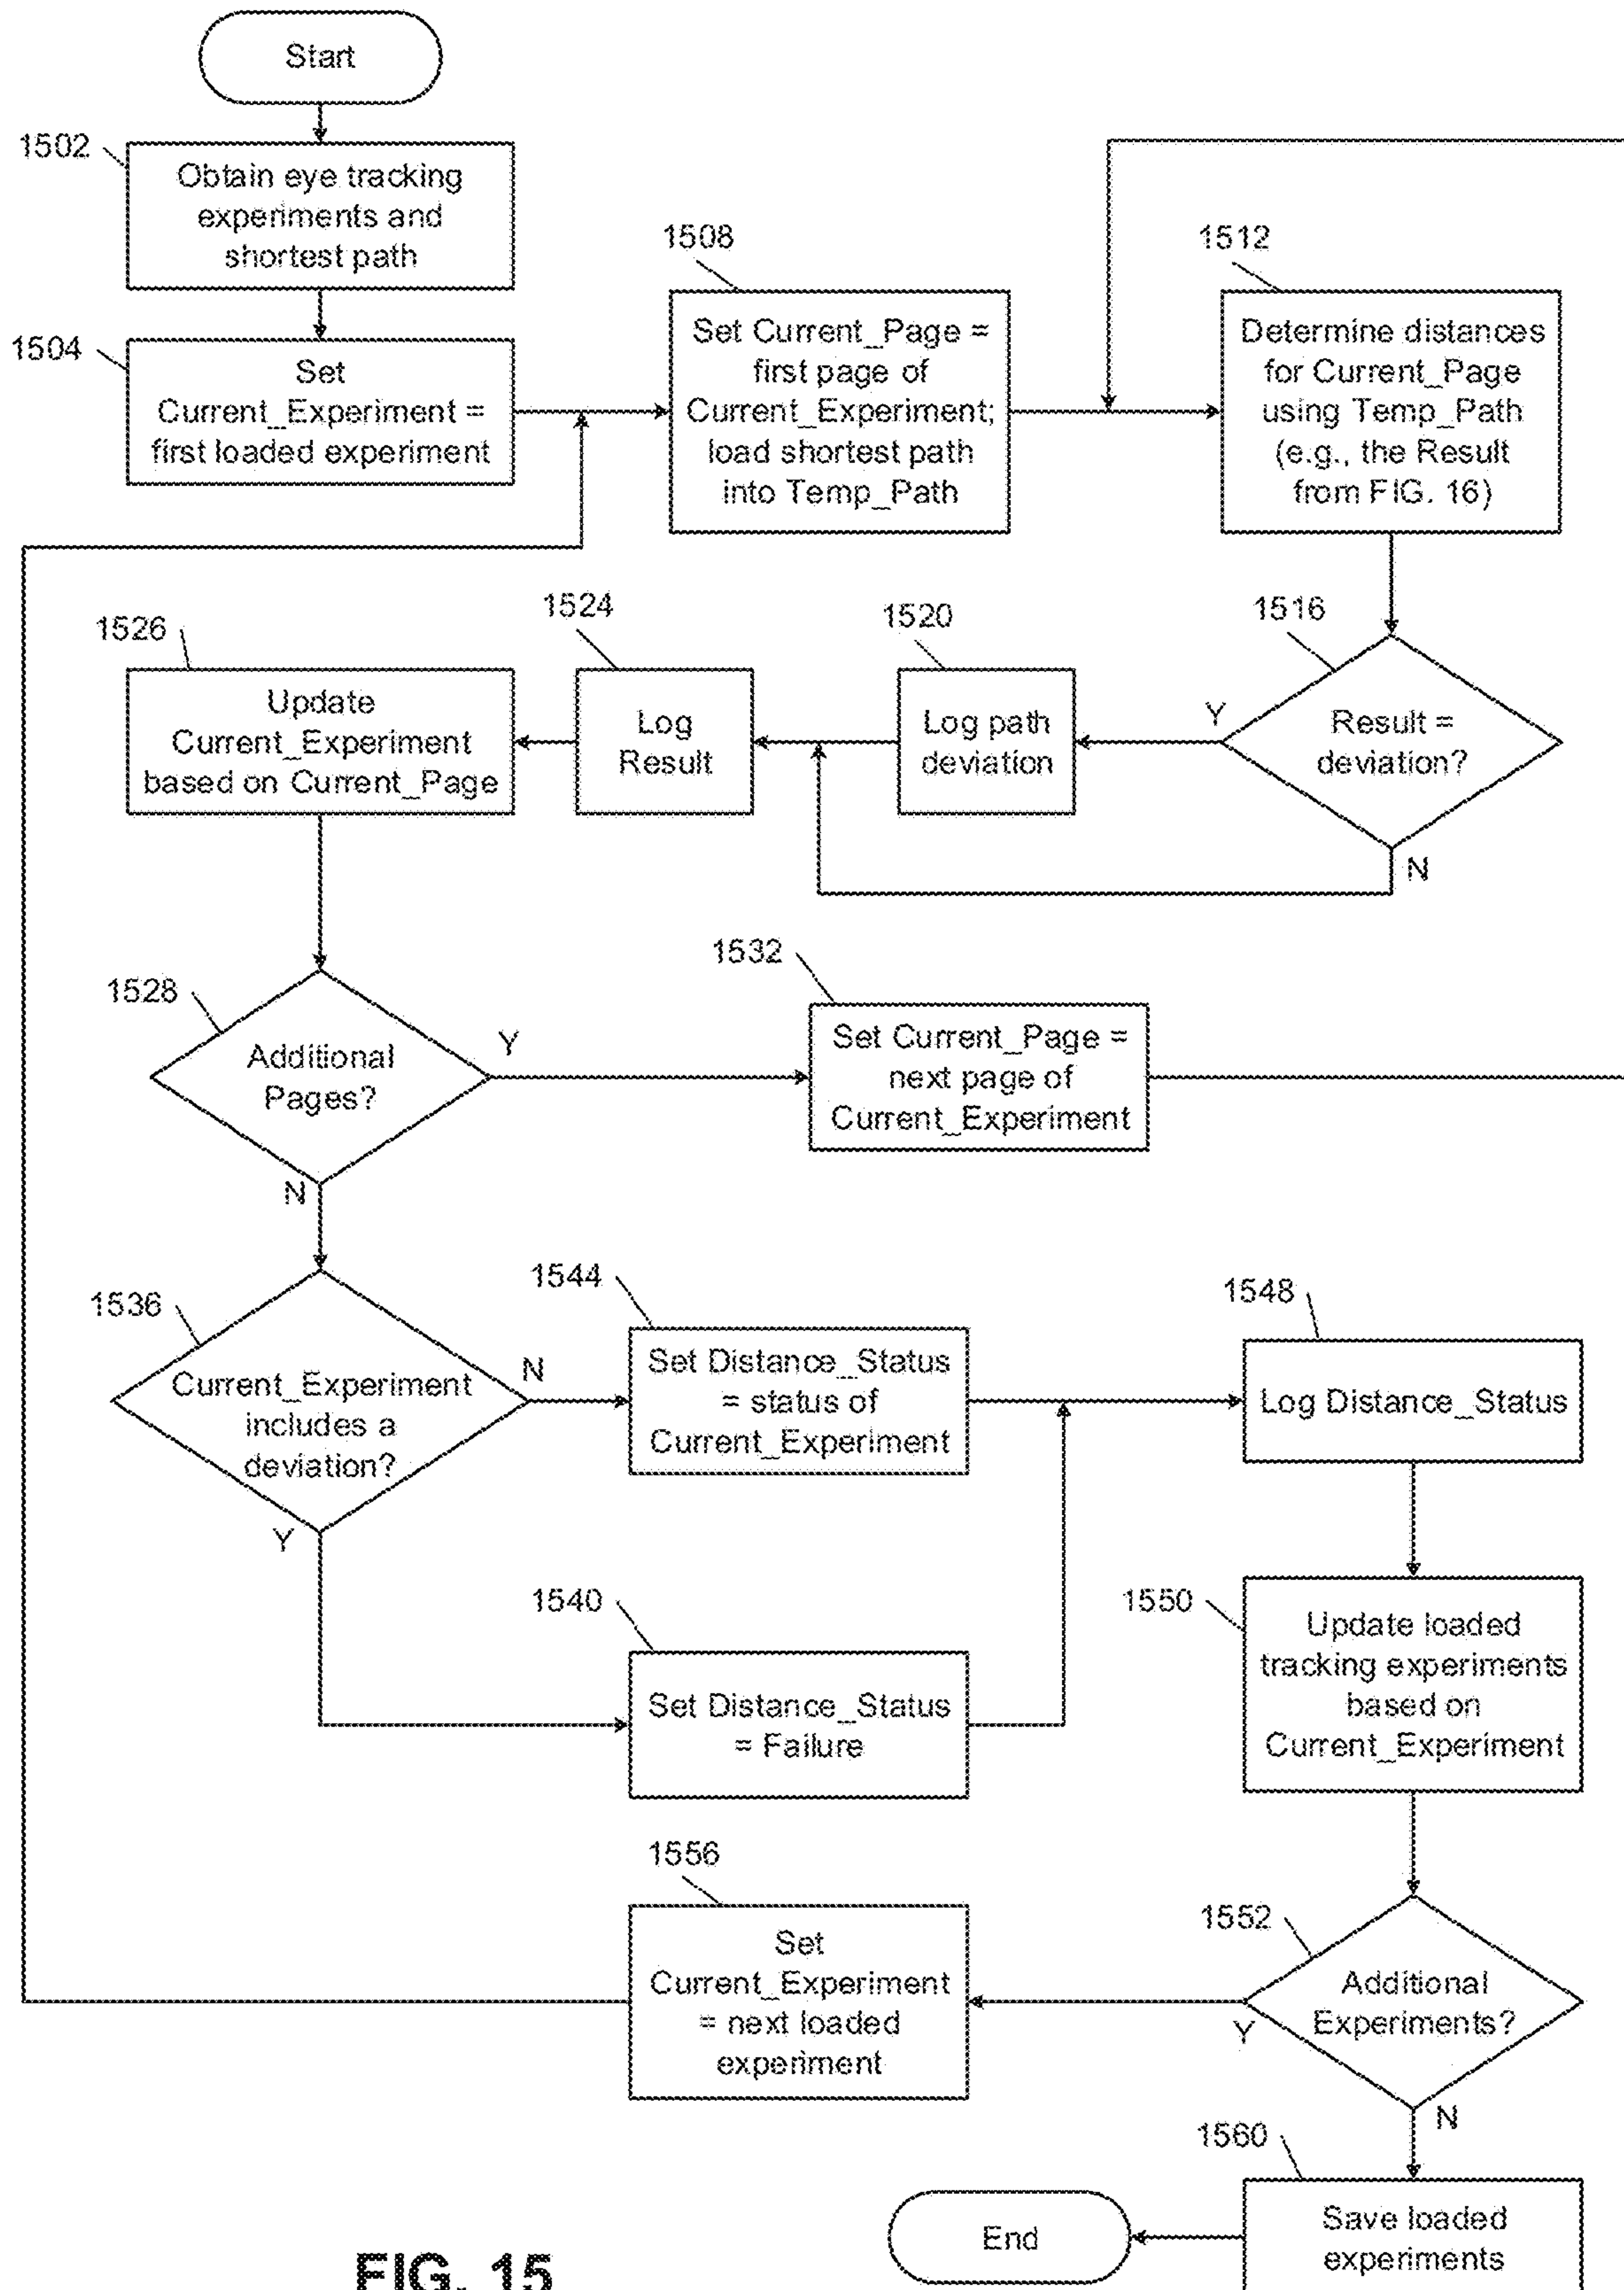 Start
1502
Obtain eye tracking
experiments and
shortest path
1504
Set
Current_Experiment =
first loaded experiment
1508
Set Current_Page =
first page of
Current_Experiment;
load shortest path
into Temp_Path
1512
Determine distances
for Current_Page
using Temp_Path
(e.g., the Result
from FIG. 16)
1516
Result =
deviation?
Y
N
1520
Log path
deviation
1524
Log
Result
1526
Update
Current_Experiment
based on Current_Page
1528
Additional
Pages?
Y
N
1532
Set Current_Page =
next page of
Current_Experiment
1536
Current_Experiment
includes a
deviation?
N
Y
1544
Set Distance_Status
= status of
Current_Experiment
1540
Set Distance_Status
= Failure
1548
Log Distance_Status
1550
Update loaded
tracking experiments
based on
Current_Experiment
1552
Additional
Experiments?
Y
N
1556
Set
Current_Experiment
= next loaded
experiment
1560
Save loaded
experiments
End
FIG. 15